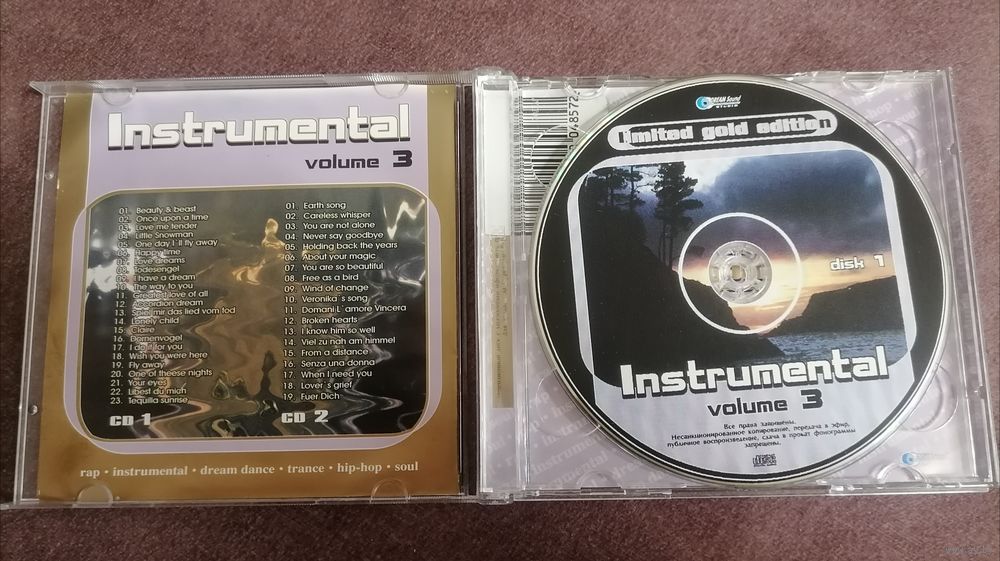 Instrumental
volume 3
01. Beauty & beast
02. Once upon a time
03. Love me tender
04. Little Snowman
05. One day I´ll fly away
06. Happy time
07. Love dreams
08. Todesengel
09. I have a dream
10. The way to you
11. Greatest love of all
12. Accordion dream
13. Spiel mir das lied vom tod
14. Lonely child
15. Claire
16. Damenvogel
17. I do it for you
18. Wish you were here
19. Fly away
20. One of theese nights
21. Your eyes
22. Libest du miah
23. Tequilla sunrise
CD 1
01. Earth song
02. Careless whisper
03. You are not alone
04. Never say goodbye
05. Holding back the years
06. About your magic
07. You are so beautiful
08. Free as a bird
09. Wind of change
10. Veronika´s song
11. Domani L´amore Vincera
12. Broken hearts
13. I know him so well
14. Viel zu nah am himmel
15. From a distance
16. Senza una donna
17. When I need you
18. Lover´s grief
19. Fuer Dich
CD 2
rap • instrumental • dream dance • trance • hip-hop • soul
DREAM Sound
STUDIO
limited gold edition
disk 1
Instrumental
volume 3
Все права защищены.
Несанкционированное копирование, передача в эфир,
публичное воспроизведение, сдача в прокат фонограммы
запрещены.